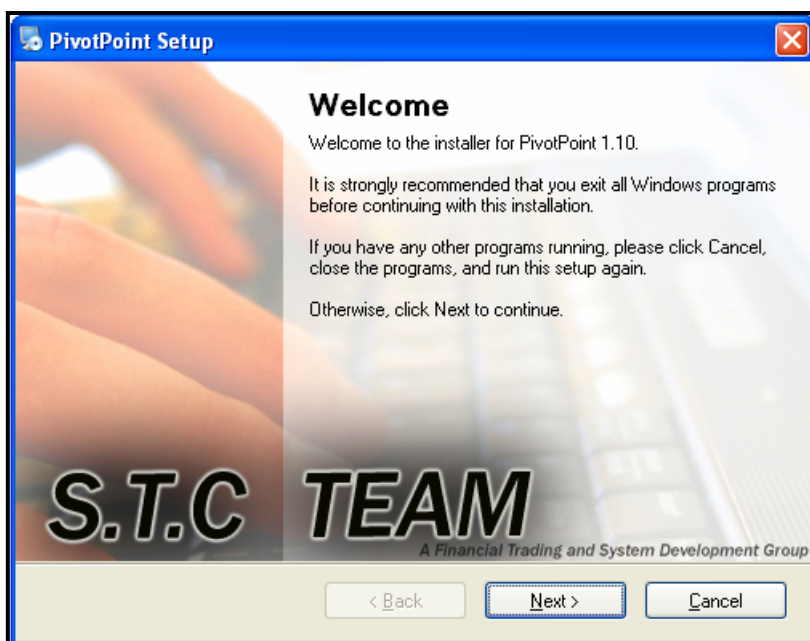 PivotPoint Setup
Welcome
Welcome to the installer for PivotPoint 1.10.
It is strongly recommended that you exit all Windows programs
before continuing with this installation.
If you have any other programs running, please click Cancel,
close the programs, and run this setup again.
Otherwise, click Next to continue.
S.T.C TEAM
A Financial Trading and System Development Group
< Back Next > Cancel